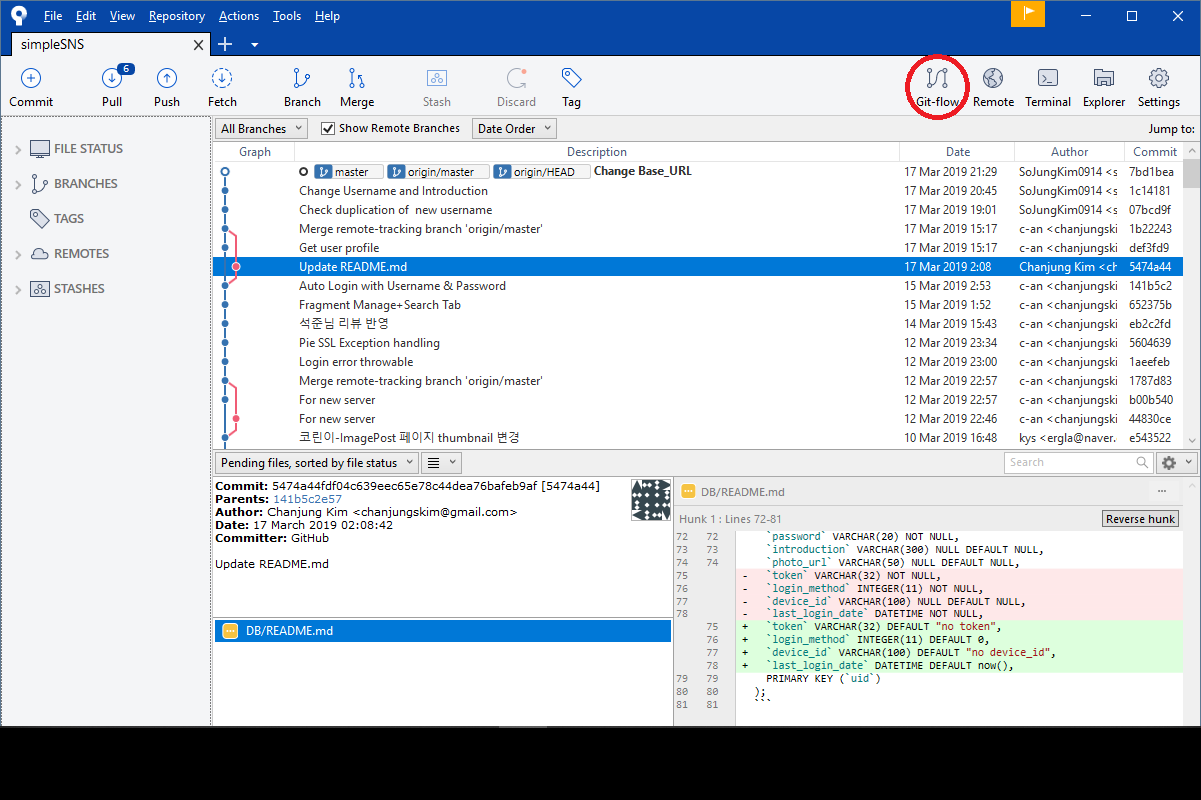 File Edit View Repository Actions Tools Help
simpleSNS
Commit Pull 6 Push Fetch Branch Merge Stash Discard Tag Git-flow Remote Terminal Explorer Settings
All Branches Show Remote Branches Date Order Jump to:
FILE STATUS
BRANCHES
TAGS
REMOTES
STASHES
Graph Description Date Author Commit
master origin/master origin/HEAD Change Base_URL 17 Mar 2019 21:29 SoJungKim0914 <s 7bd1bea
Change Username and Introduction 17 Mar 2019 20:45 SoJungKim0914 <s 1c14181
Check duplication of new username 17 Mar 2019 19:01 SoJungKim0914 <s 07bcd9f
Merge remote-tracking branch 'origin/master' 17 Mar 2019 15:17 c-an <chanjungski 1b22243
Get user profile 17 Mar 2019 15:17 c-an <chanjungski def3fd9
Update README.md 17 Mar 2019 2:08 Chanjung Kim <ch 5474a44
Auto Login with Username & Password 15 Mar 2019 2:53 c-an <chanjungski 141b5c2
Fragment Manage+Search Tab 15 Mar 2019 1:52 c-an <chanjungski 652375b
석준님 리뷰 반영 14 Mar 2019 15:43 c-an <chanjungski eb2c2fd
Pie SSL Exception handling 12 Mar 2019 23:34 c-an <chanjungski 5604639
Login error throwable 12 Mar 2019 23:00 c-an <chanjungski 1aeefeb
Merge remote-tracking branch 'origin/master' 12 Mar 2019 22:57 c-an <chanjungski 1787d83
For new server 12 Mar 2019 22:57 c-an <chanjungski b00b540
For new server 12 Mar 2019 22:46 c-an <chanjungski 44830ce
코린이-ImagePost 페이지 thumbnail 변경 10 Mar 2019 16:48 kys <ergla@naver. e543522
Pending files, sorted by file status Search
Commit: 5474a44fdf04c639eec65e78c44dea76bafeb9af [5474a44]
Parents: 141b5c2e57
Author: Chanjung Kim <chanjungskim@gmail.com>
Date: 17 March 2019 02:08:42
Committer: GitHub
Update README.md
DB/README.md
DB/README.md
Hunk 1 : Lines 72-81 Reverse hunk
72 72 `password` VARCHAR(20) NOT NULL,
73 73 `introduction` VARCHAR(300) NULL DEFAULT NULL,
74 74 `photo_url` VARCHAR(50) NULL DEFAULT NULL,
75 - `token` VARCHAR(32) NOT NULL,
76 - `login_method` INTEGER(11) NOT NULL,
77 - `device_id` VARCHAR(100) NULL DEFAULT NULL,
78 - `last_login_date` DATETIME NOT NULL,
75 + `token` VARCHAR(32) DEFAULT "no token",
76 + `login_method` INTEGER(11) DEFAULT 0,
77 + `device_id` VARCHAR(100) DEFAULT "no device_id",
78 + `last_login_date` DATETIME DEFAULT now(),
79 79 PRIMARY KEY (`uid`)
80 80 );
81 81 ```